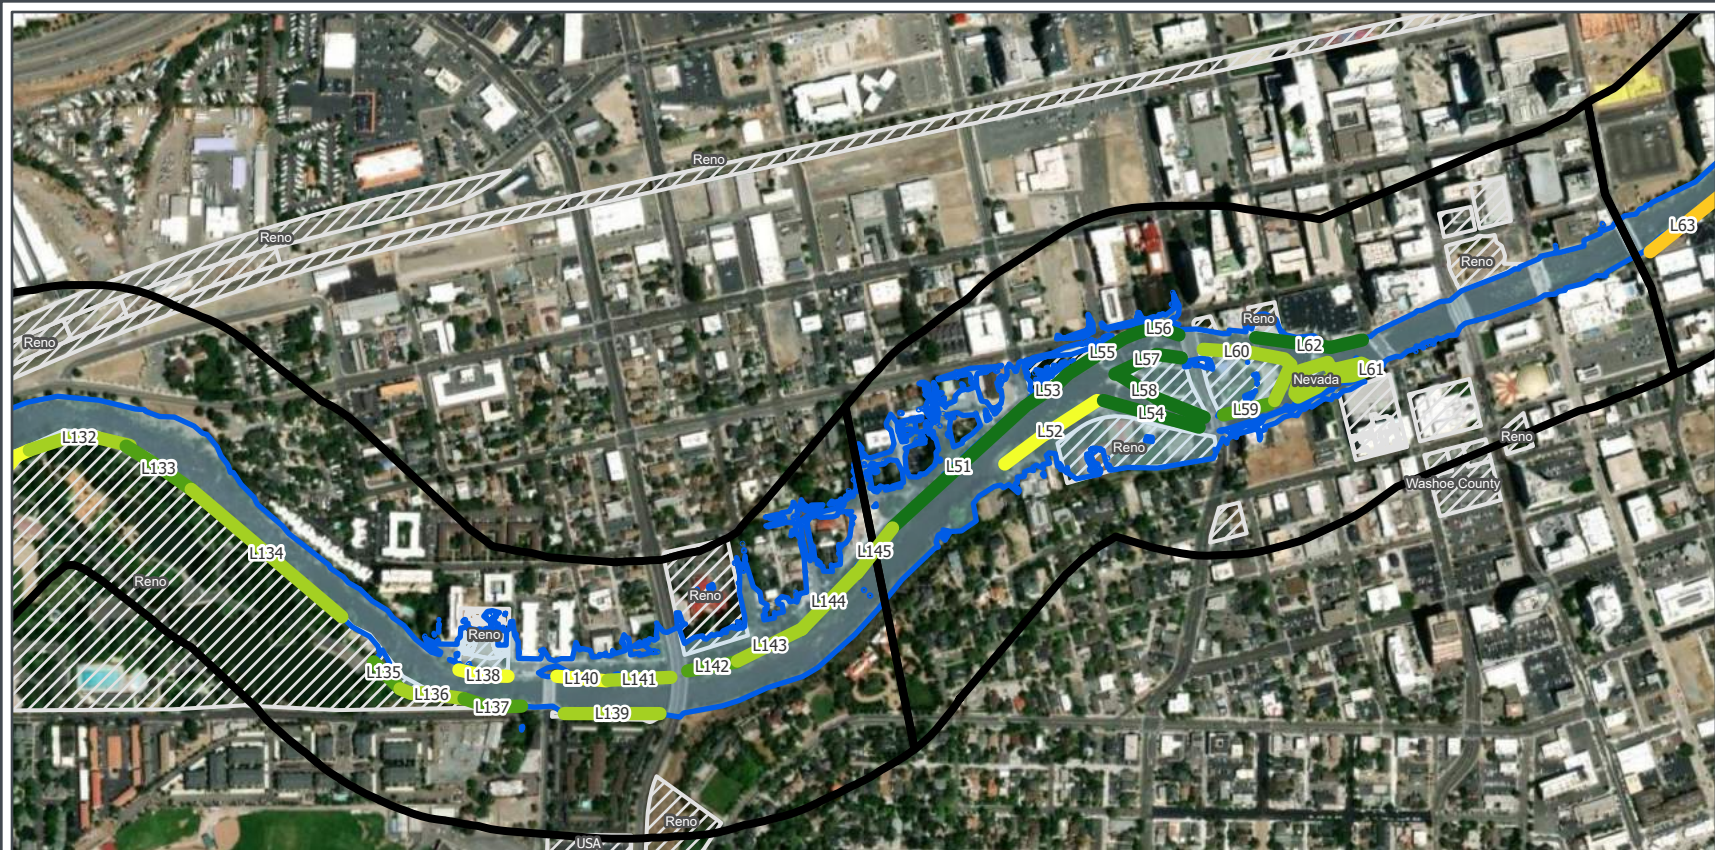 Reno
Reno
L63
Reno
Reno
Reno
L56
L62
L55
L57
L60
L61
Nevada
L53
L58
L59
L54
L52
Reno
L132
L133
L51
Reno
Washoe County
L134
L145
Reno
Reno
L144
Reno
L143
L135
L142
L138
L140
L141
L136
L137
L139
Reno
USA